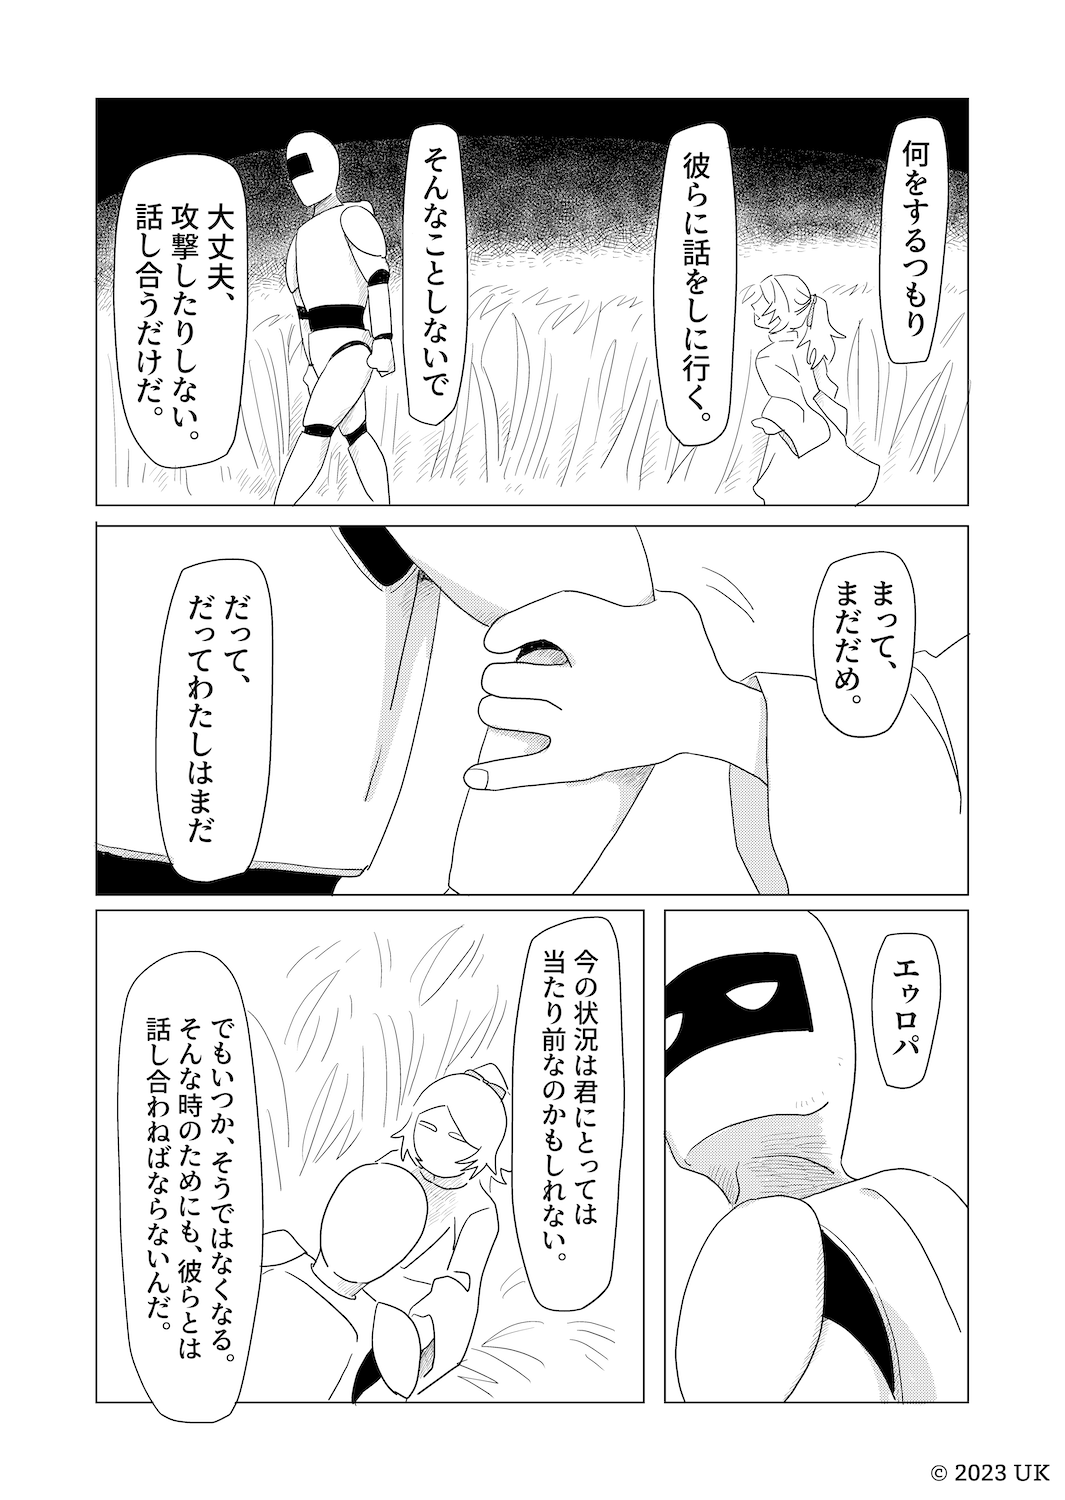 何をするつもり
彼らに話をしに行く。
そんなことしないで
大丈夫、
攻撃したりしない。
話し合うだけだ。
まって、
まだだめ。
だって、
だってわたしはまだ
エゥロパ
今の状況は君にとっては
当たり前なのかもしれない。
でもいつか、そうではなくなる。
そんな時のためにも、彼らとは
話し合わねばならないんだ。
© 2023 UK